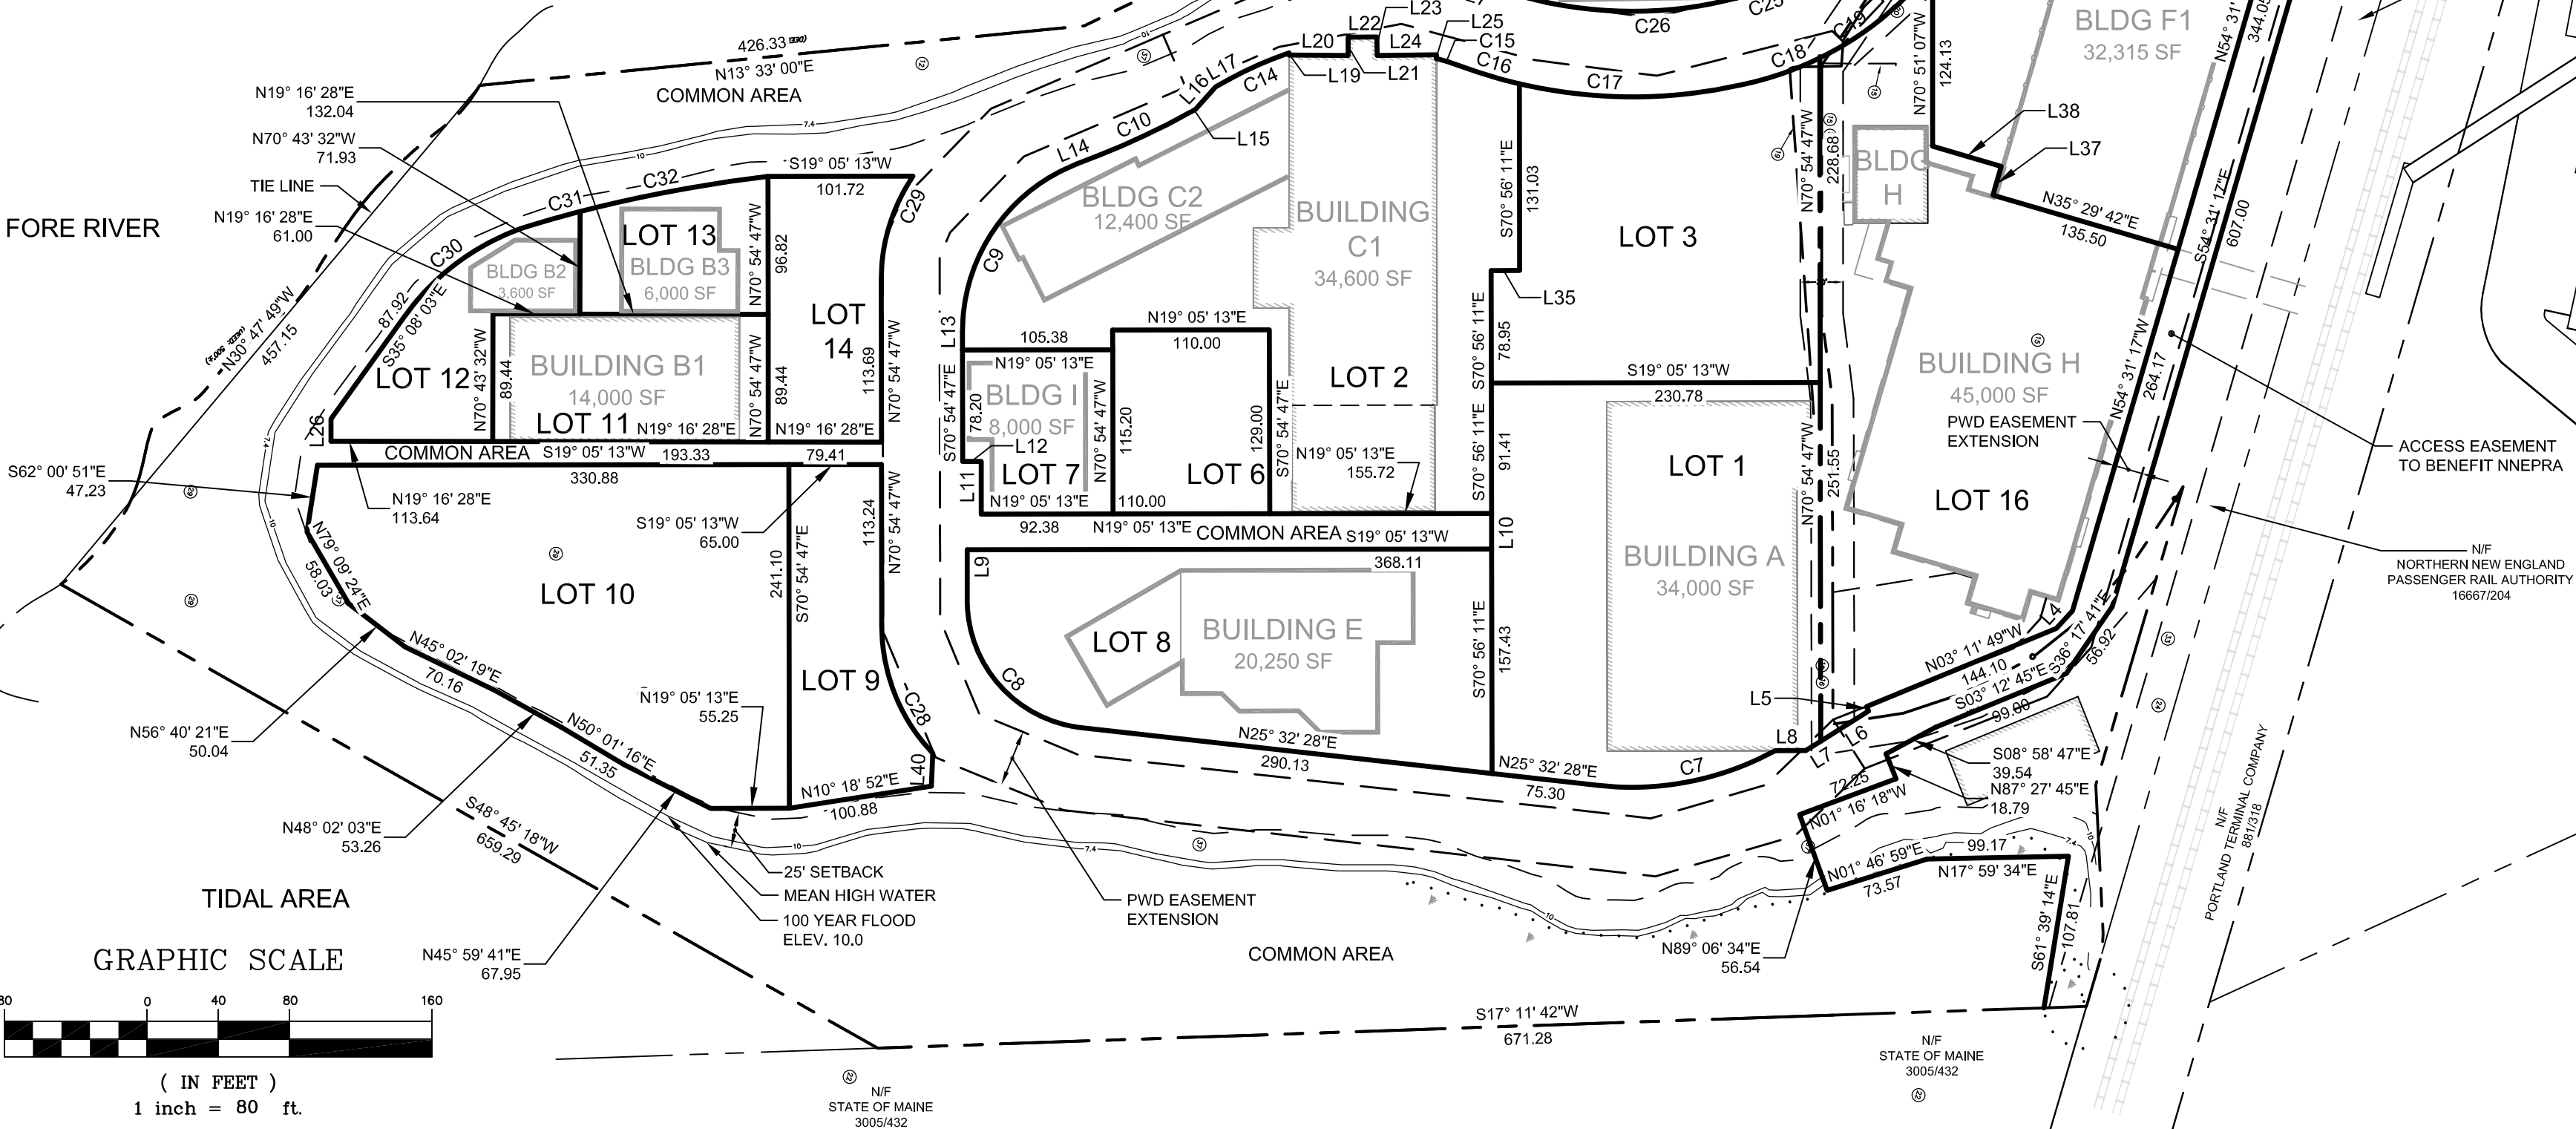 426.33
N13° 33' 00"E
COMMON AREA
N19° 16' 28"E
132.04
N70° 43' 32"W
71.93
TIE LINE
N19° 16' 28"E
61.00
FORE RIVER
N30° 47' 49"W
457.15
S62° 00' 51"E
47.23
7.4
10
C30
C31
C32
S19° 05' 13"W
101.72
C29
87.92
S35° 08' 03"E
L26
BLDG B2
3,600 SF
LOT 13
BLDG B3
6,000 SF
N70° 54' 47"W
96.82
LOT
14
113.69
N70° 54' 47"W
LOT 12
N70° 43' 32"W
89.44
BUILDING B1
14,000 SF
LOT 11
N19° 16' 28"E
N70° 54' 47"W
89.44
N19° 16' 28"E
COMMON AREA
S19° 05' 13"W
193.33
79.41
330.88
N19° 16' 28"E
113.64
S19° 05' 13"W
65.00
N79° 09' 24"E
58.03
LOT 10
241.10
S70° 54' 47"E
113.24
N70° 54' 47"W
LOT 9
N45° 02' 19"E
70.16
N56° 40' 21"E
50.04
N19° 05' 13"E
55.25
N50° 01' 16"E
51.35
N48° 02' 03"E
53.26
C28
L40
N10° 18' 52"E
100.88
S48° 45' 18"W
659.29
N45° 59' 41"E
67.95
25' SETBACK
MEAN HIGH WATER
100 YEAR FLOOD
ELEV. 10.0
TIDAL AREA
GRAPHIC SCALE
80
0
40
80
160
( IN FEET )
1 inch = 80 ft.
L14
C10
L16
L17
C14
L15
L19
L20
L22
L21
L23
L24
L25
C15
C16
C17
C18
C19
C25
C26
C9
L13
BLDG C2
12,400 SF
BUILDING
C1
34,600 SF
LOT 2
105.38
N19° 05' 13"E
N19° 05' 13"E
110.00
BLDG I
8,000 SF
LOT 7
78.20
S70° 54' 47"E
L12
L11
N19° 05' 13"E
92.38
N70° 54' 47"W
115.20
LOT 6
110.00
129.00
S70° 54' 47"E
N19° 05' 13"E
155.72
N19° 05' 13"E
COMMON AREA
S19° 05' 13"W
368.11
L9
C8
LOT 8
BUILDING E
20,250 SF
N25° 32' 28"E
290.13
PWD EASEMENT
EXTENSION
S70° 56' 11"E
131.03
L35
S70° 56' 11"E
78.95
LOT 3
S19° 05' 13"W
230.78
S70° 56' 11"E
91.41
L10
S70° 56' 11"E
157.43
LOT 1
BUILDING A
34,000 SF
N70° 54' 47"W
228.68
N70° 54' 47"W
251.55
N25° 32' 28"E
75.30
C7
L8
L7
L6
L5
L4
BLDG
H
N70° 51' 07"W
124.13
BLDG F1
32,315 SF
L38
L37
N35° 29' 42"E
135.50
N54° 31'
344.05
S54° 31' 17"E
607.00
BUILDING H
45,000 SF
LOT 16
PWD EASEMENT
EXTENSION
N54° 31' 17"W
264.17
ACCESS EASEMENT
TO BENEFIT NNEPRA
N/F
NORTHERN NEW ENGLAND
PASSENGER RAIL AUTHORITY
16667/204
N03° 11' 49"W
144.10
S03° 12' 45"E
99.00
S36° 17' 41"E
56.92
S08° 58' 47"E
39.54
N87° 27' 45"E
18.79
72.25
N01° 16' 18"W
N01° 46' 59"E
73.57
99.17
N17° 59' 34"E
N89° 06' 34"E
56.54
S61° 39' 14"E
107.81
N/F
PORTLAND TERMINAL COMPANY
881/318
COMMON AREA
S17° 11' 42"W
671.28
N/F
STATE OF MAINE
3005/432
N/F
STATE OF MAINE
3005/432